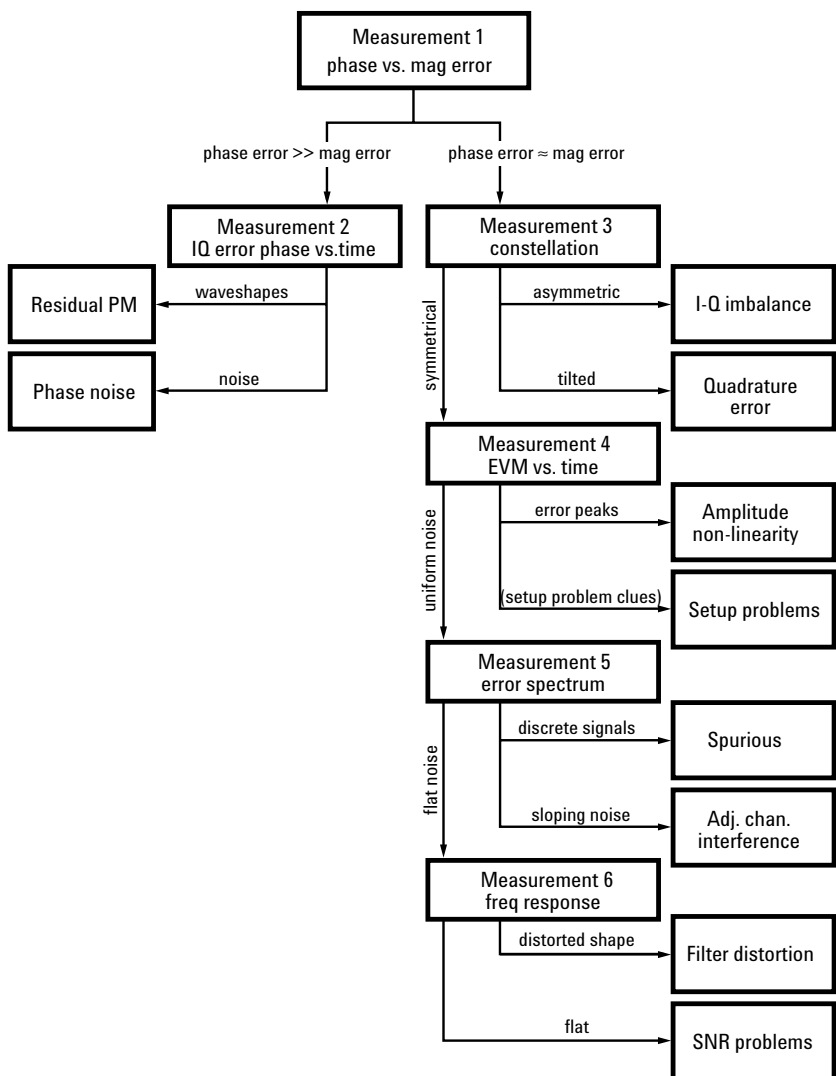 Measurement 1
phase vs. mag error
phase error >> mag error
phase error ≈ mag error
Measurement 2
IQ error phase vs.time
Measurement 3
constellation
Residual PM
waveshapes
Phase noise
noise
symmetrical
asymmetric
I-Q imbalance
tilted
Quadrature
error
Measurement 4
EVM vs. time
uniform noise
error peaks
Amplitude
non-linearity
(setup problem clues)
Setup problems
Measurement 5
error spectrum
flat noise
discrete signals
Spurious
sloping noise
Adj. chan.
interference
Measurement 6
freq response
distorted shape
Filter distortion
flat
SNR problems